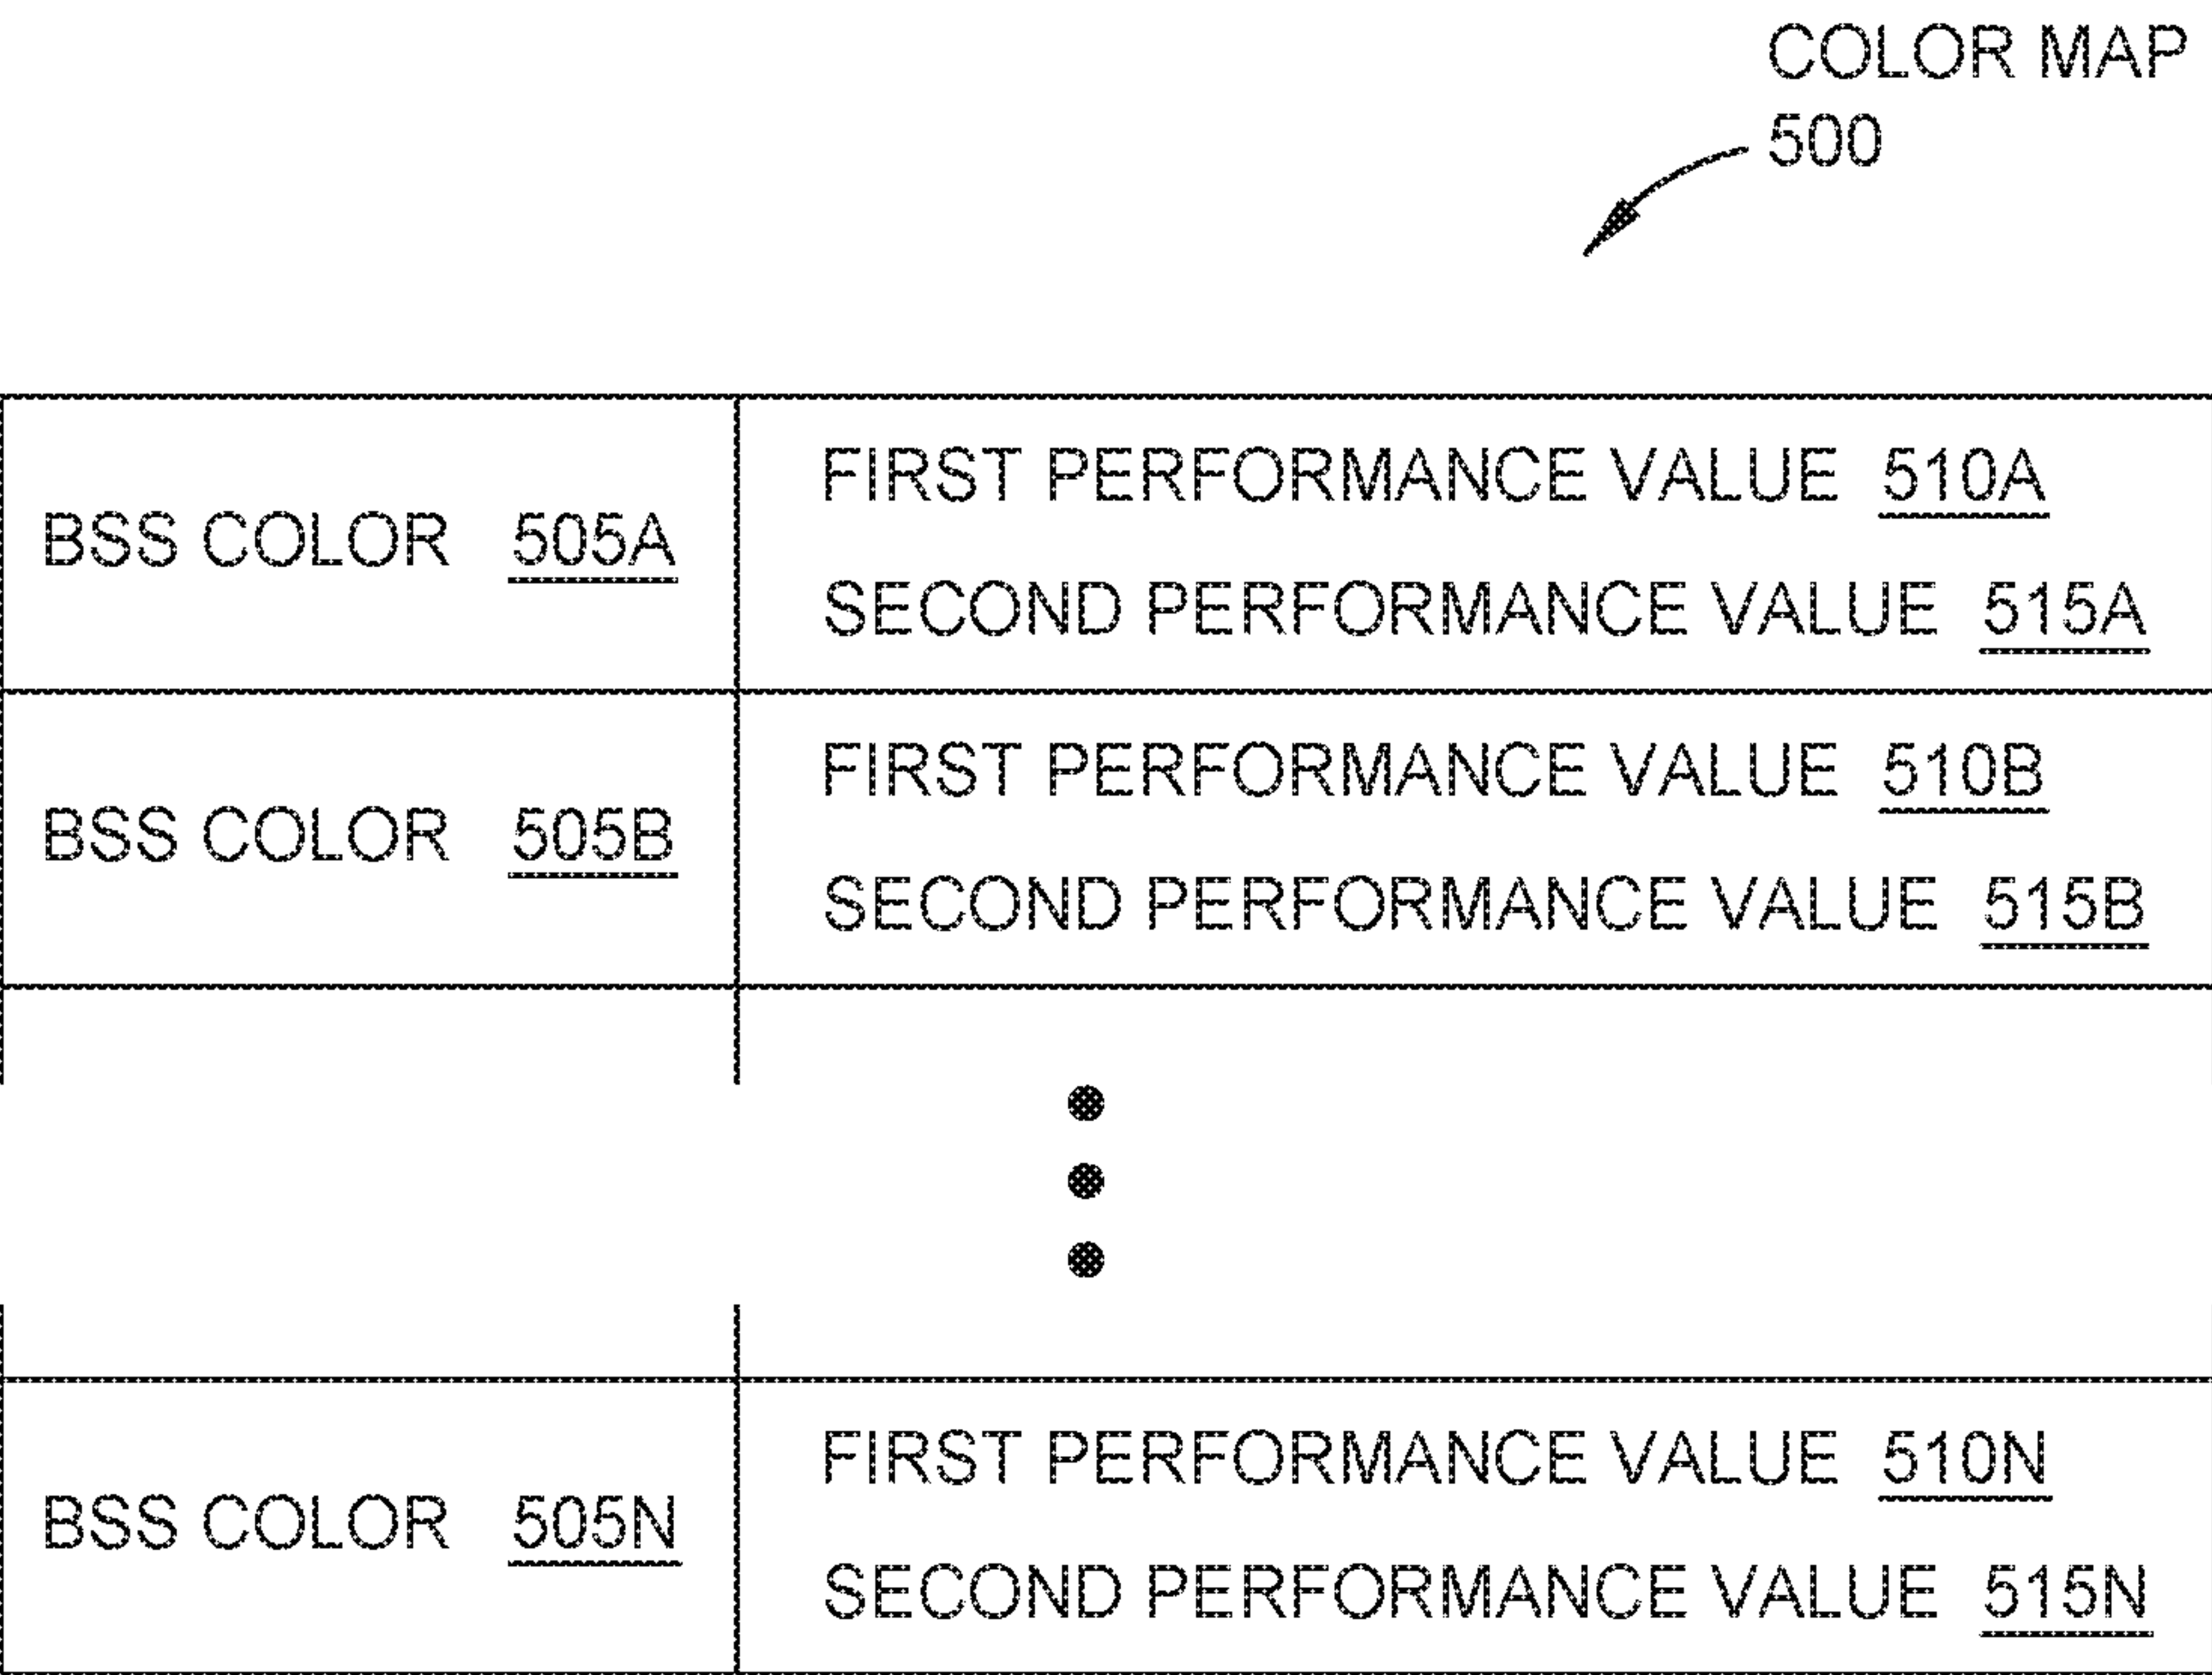 COLOR MAP
500
BSS COLOR 505A
FIRST PERFORMANCE VALUE 510A
SECOND PERFORMANCE VALUE 515A
BSS COLOR 505B
FIRST PERFORMANCE VALUE 510B
SECOND PERFORMANCE VALUE 515B
BSS COLOR 505N
FIRST PERFORMANCE VALUE 510N
SECOND PERFORMANCE VALUE 515N